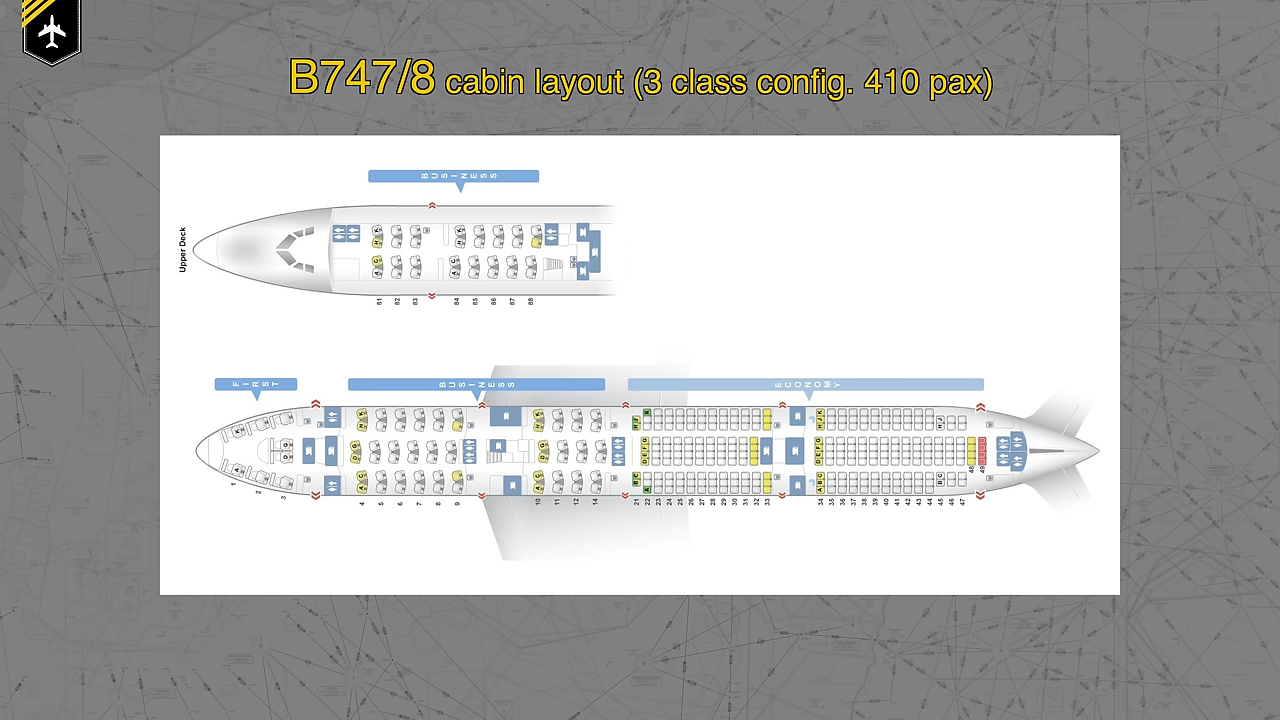 B747/8 cabin layout (3 class config. 410 pax)
BUSINESS
Upper Deck
81 82 83 84 85 86 87 88
FIRST BUSINESS ECONOMY
1 2 3 4 5 6 7 8 9 10 11 12 14 21 22 23 24 25 26 27 28 29 30 31 32 33 34 35 36 37 38 39 40 41 42 43 44 45 46 47 48 49